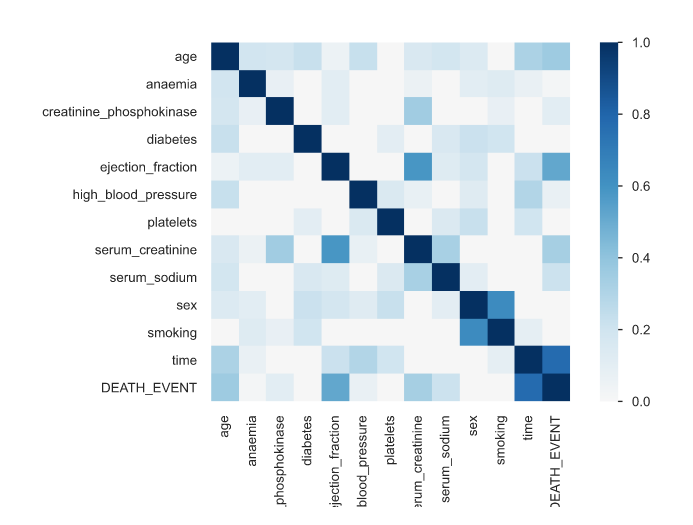 age
anaemia
creatinine_phosphokinase
diabetes
ejection_fraction
high_blood_pressure
platelets
serum_creatinine
serum_sodium
sex
smoking
time
DEATH_EVENT
1.0
0.8
0.6
0.4
0.2
0.0
age
anaemia
_phosphokinase
diabetes
ejection_fraction
blood_pressure
platelets
erum_creatinine
serum_sodium
sex
smoking
time
DEATH_EVENT